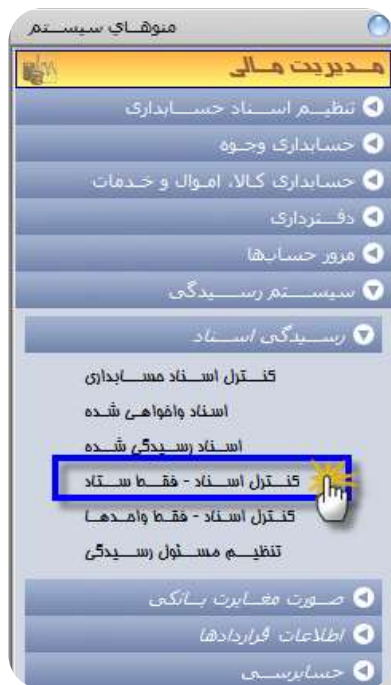 منوهاي سيستم
مدیریت مالی
تنظیم اسناد حسابداری
حسابداری وجوه
حسابداری کالا، اموال و خدمات
دفترداری
مرور حسابها
سیستم رسیدگی
رسیدگی اسناد
کنترل اسناد حسابداری
اسناد واخواهی شده
اسناد رسیدگی شده
کنترل اسناد - فقط ستاد
کنترل اسناد - فقط واحدها
تنظیم مسئول رسیدگی
صورت مغایرت بانکی
اطلاعات قراردادها
حسابرسی